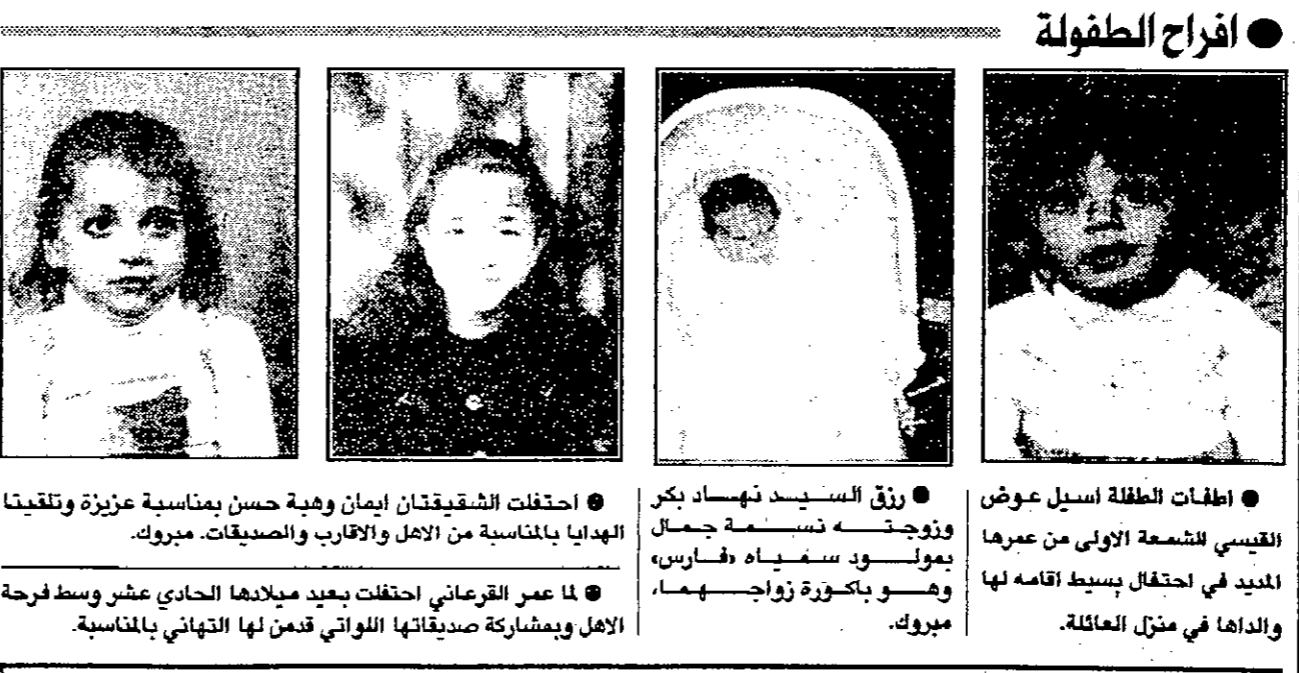 ● افراح الطفولة
● اطفات الطفلة اسيل عوض
القيسي الشمعة الاولى من عمرها
المديد في احتفال بسيط اقامه لها
والداها في منزل العائلة.
● رزق السيد نهاد بكر
وزوجته نسمة جمال
بمولود سمياه «فارس»
وهو باكورة زواجهما،
مبروك.
● احتفلت الشقيقتان ايمان وهبة حسن بمناسبة عزيزة وتلقيتا
الهدايا بالمناسبة من الاهل والاقارب والصديقات. مبروك.
● لما عمر القرعاني احتفلت بعيد ميلادها الحادي عشر وسط فرحة
الاهل وبمشاركة صديقاتها اللواتي قدمن لها التهاني بالمناسبة.